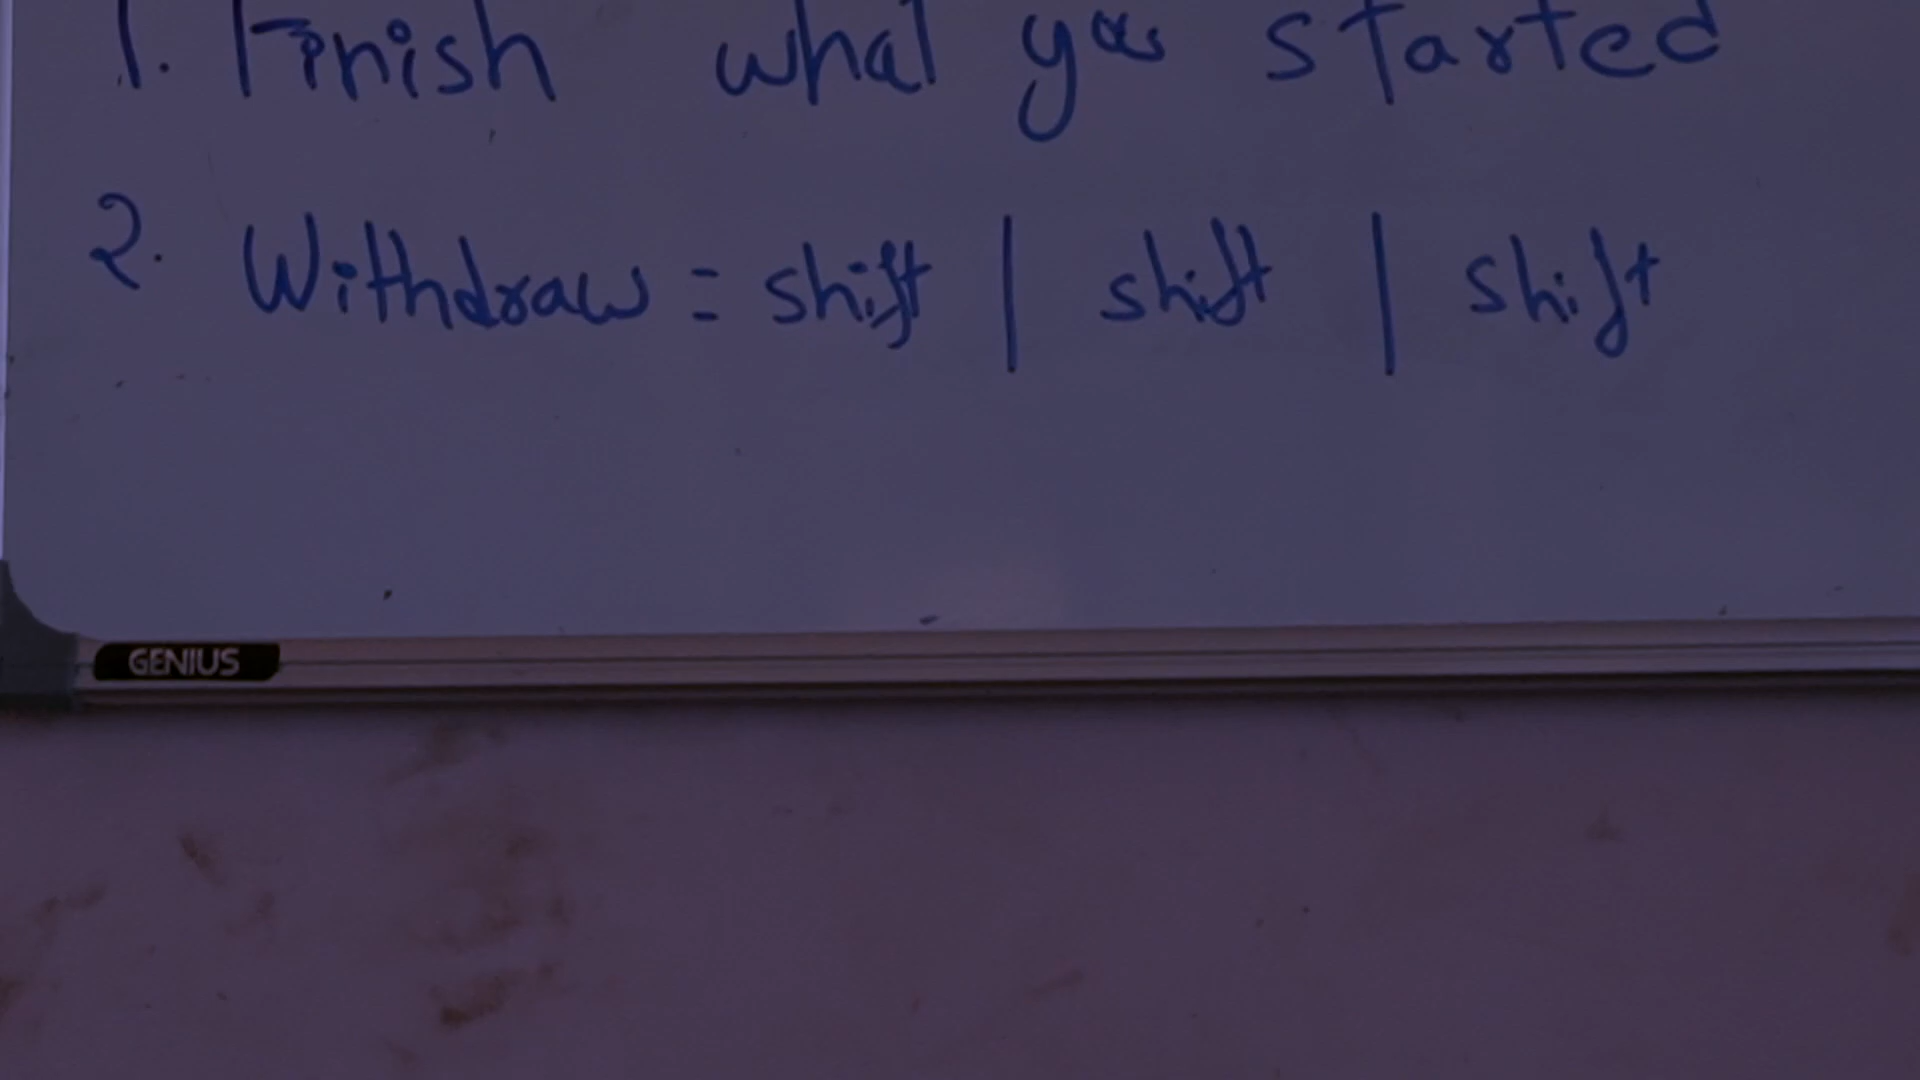 1. Finish what you started
2. Withdraw = shift | shift | shift
GENIUS